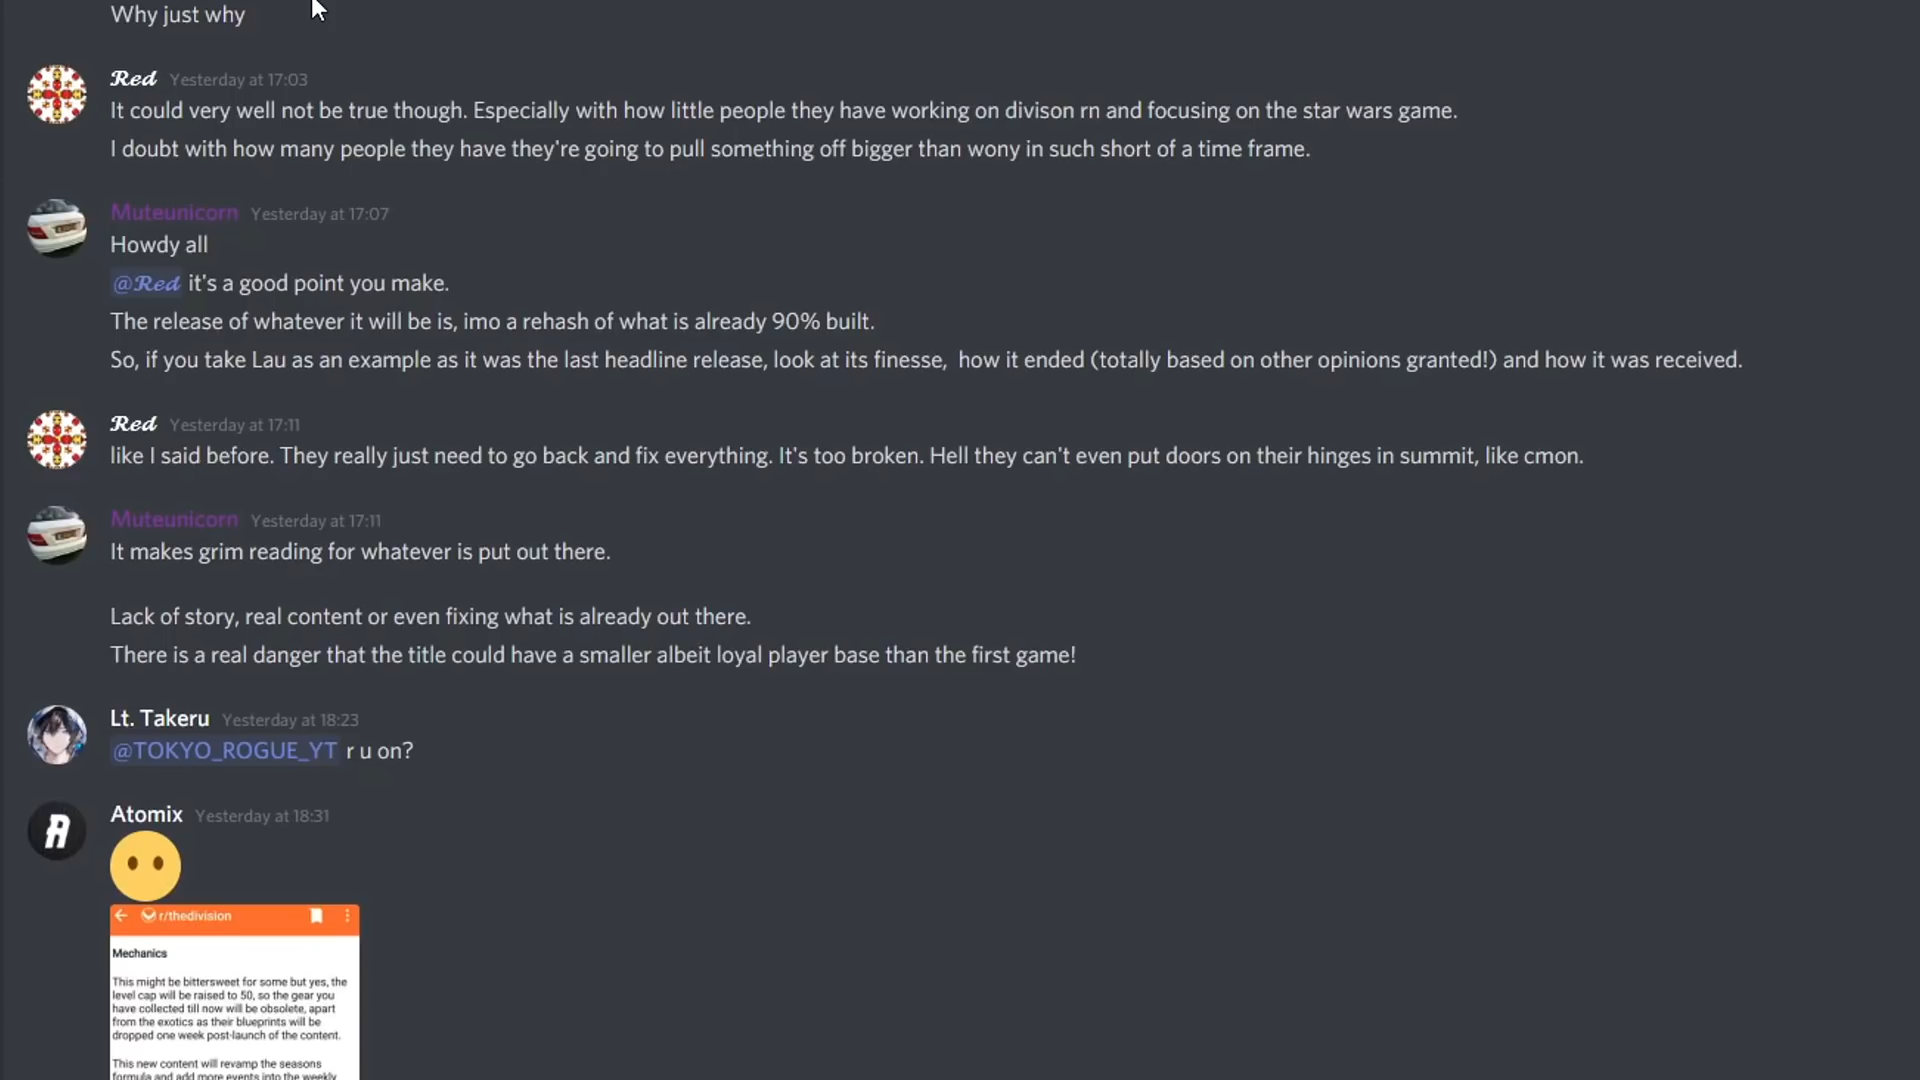 Why just why
Red Yesterday at 17:03
It could very well not be true though. Especially with how little people they have working on divison rn and focusing on the star wars game.
I doubt with how many people they have they're going to pull something off bigger than wony in such short of a time frame.
Muteunicorn Yesterday at 17:07
Howdy all
@Red it's a good point you make.
The release of whatever it will be is, imo a rehash of what is already 90% built.
So, if you take Lau as an example as it was the last headline release, look at its finesse,  how it ended (totally based on other opinions granted!) and how it was received.
Red Yesterday at 17:11
like I said before. They really just need to go back and fix everything. It's too broken. Hell they can't even put doors on their hinges in summit, like cmon.
Muteunicorn Yesterday at 17:11
It makes grim reading for whatever is put out there.
Lack of story, real content or even fixing what is already out there.
There is a real danger that the title could have a smaller albeit loyal player base than the first game!
Lt. Takeru Yesterday at 18:23
@TOKYO_ROGUE_YT r u on?
Atomix Yesterday at 18:31
r/thedivision
Mechanics
This might be bittersweet for some but yes, the
level cap will be raised to 50, so the gear you
have collected till now will be obsolete, apart
from the exotics as their blueprints will be
dropped one week post-launch of the content.
This new content will revamp the seasons
formula and add more events into the weekly